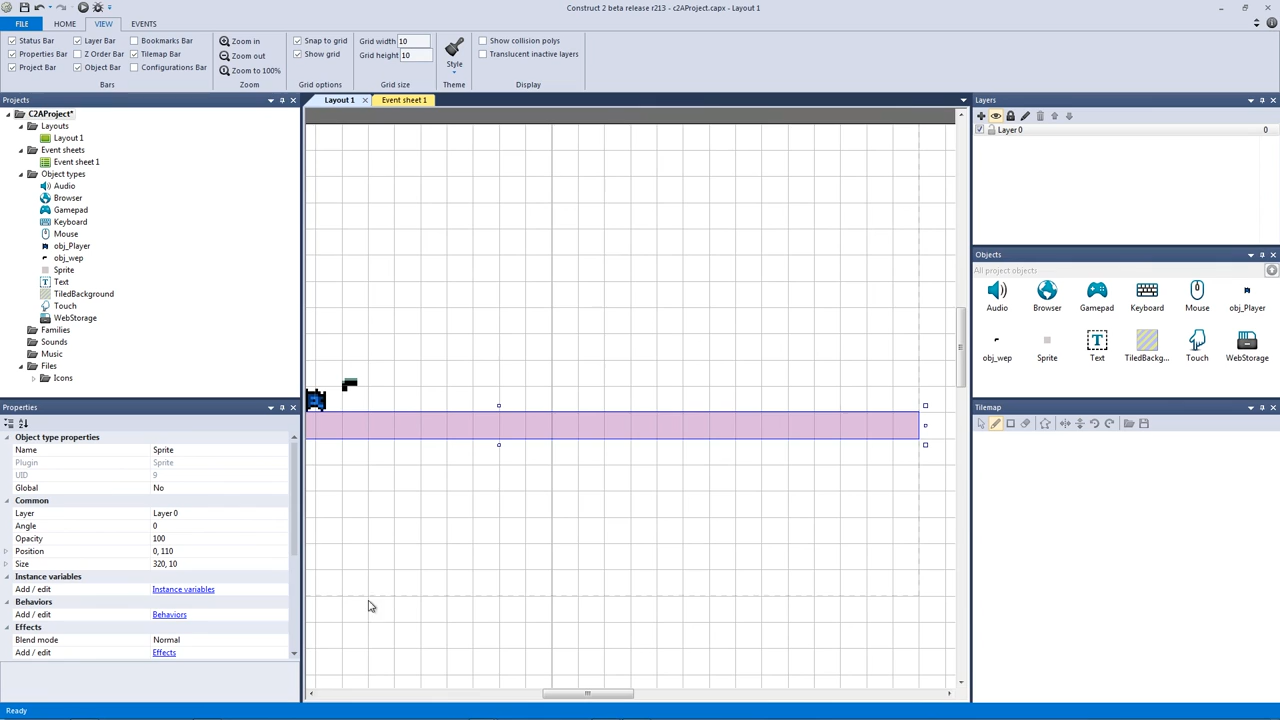 Construct 2 beta release r213 - c2AProject.capx - Layout 1
FILE HOME VIEW EVENTS
Status Bar Layer Bar Bookmarks Bar
Properties Bar Z Order Bar Tilemap Bar
Project Bar Object Bar Configurations Bar
Bars
Zoom in
Zoom out
Zoom to 100%
Zoom
Snap to grid
Show grid
Grid options
Grid width 10
Grid height 10
Grid size
Style
Theme
Show collision polys
Translucent inactive layers
Display
Projects
C2AProject*
Layouts
Layout 1
Event sheets
Event sheet 1
Object types
Audio
Browser
Gamepad
Keyboard
Mouse
obj_Player
obj_wep
Sprite
Text
TiledBackground
Touch
WebStorage
Families
Sounds
Music
Files
Icons
Properties
Object type properties
Name Sprite
Plugin Sprite
UID 9
Global No
Common
Layer Layer 0
Angle 0
Opacity 100
Position 0, 110
Size 320, 10
Instance variables
Add / edit Instance variables
Behaviors
Add / edit Behaviors
Effects
Blend mode Normal
Add / edit Effects
Ready
Layout 1 Event sheet 1
Layers
Layer 0 0
Objects
All project objects
Audio Browser Gamepad Keyboard Mouse obj_Player
obj_wep Sprite Text TiledBackg... Touch WebStorage
Tilemap